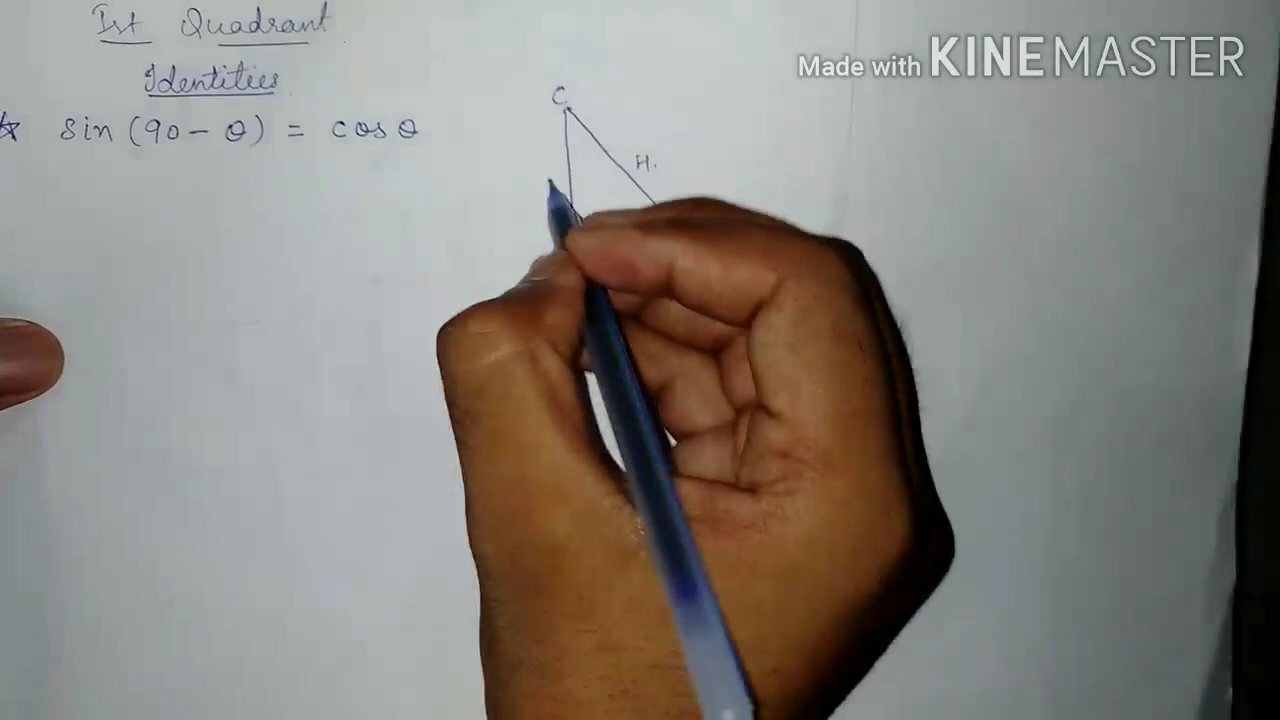 Ist Quadrant
Identities
☆ sin (90 - θ) = cos θ
C
H.
Made with KINEMASTER